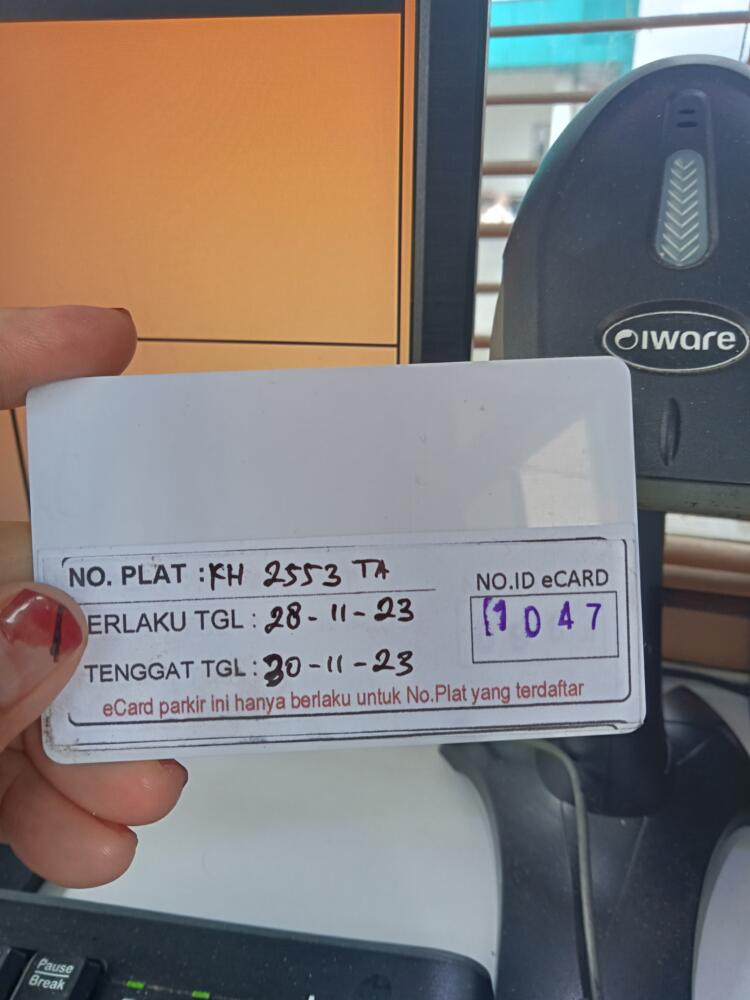 iware
NO. PLAT : KH 2553 TA
ERLAKU TGL : 28-11-23
TENGGAT TGL : 30-11-23
NO.ID eCARD
1047
eCard parkir ini hanya berlaku untuk No.Plat yang terdaftar
Pause
Break